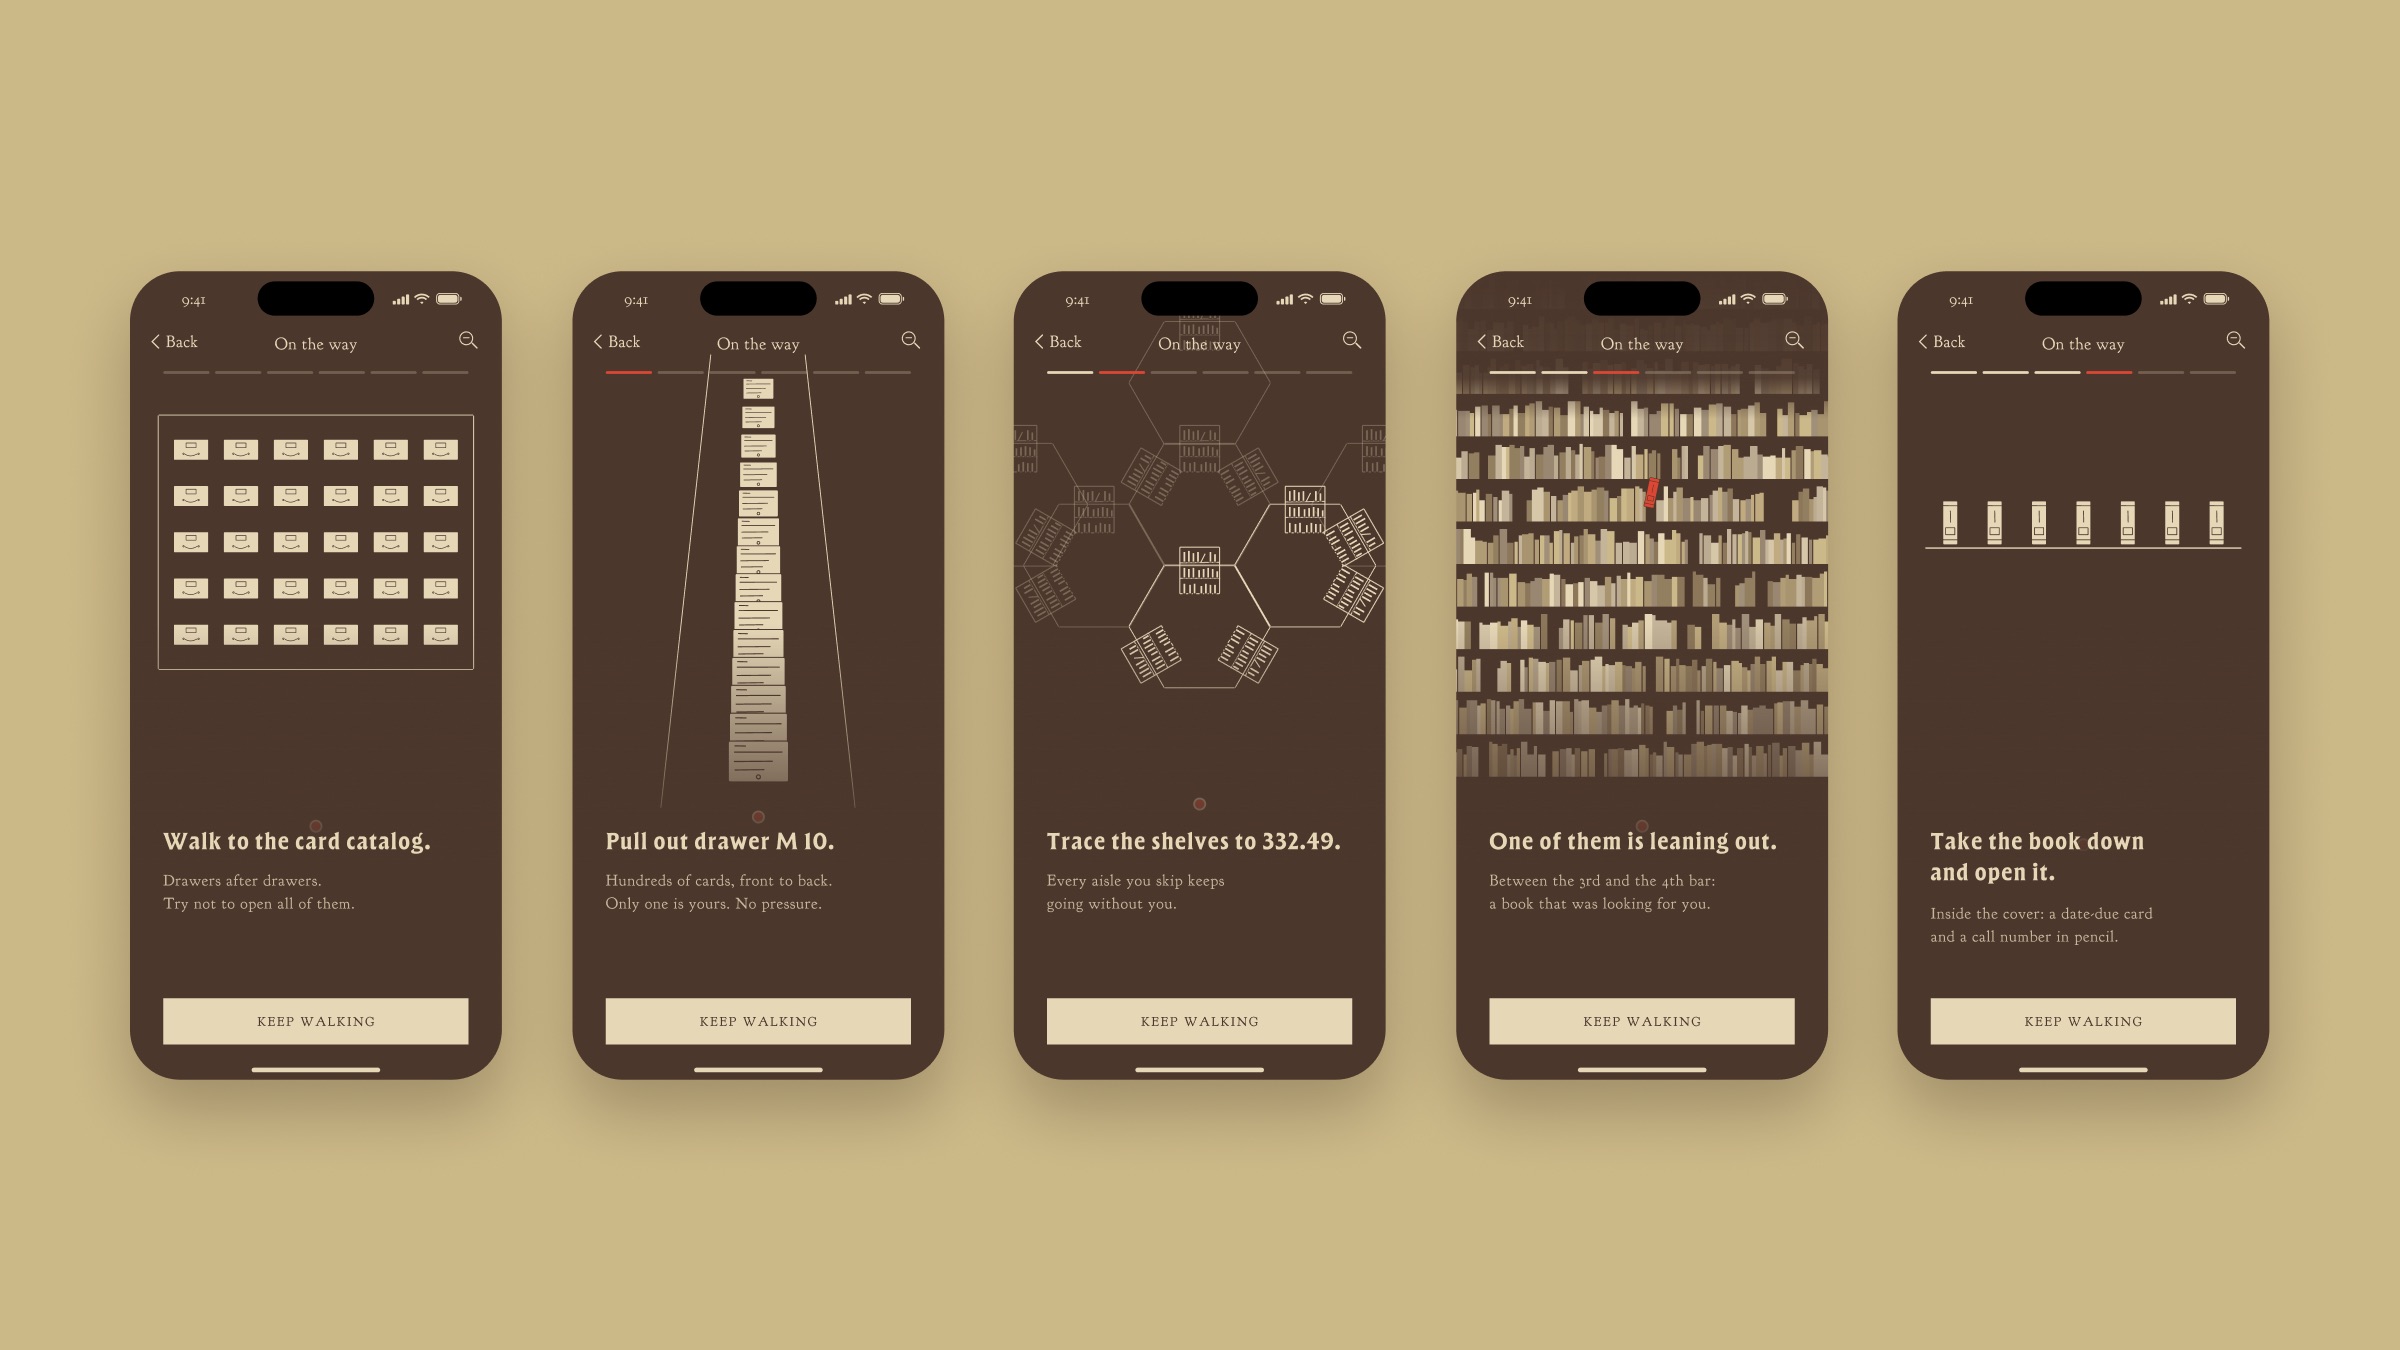 9:41
Back
On the way
Walk to the card catalog.
Drawers after drawers.
Try not to open all of them.
KEEP WALKING
9:41
Back
On the way
Pull out drawer M 10.
Hundreds of cards, front to back.
Only one is yours. No pressure.
KEEP WALKING
9:41
Back
On the way
Trace the shelves to 332.49.
Every aisle you skip keeps
going without you.
KEEP WALKING
9:41
Back
On the way
One of them is leaning out.
Between the 3rd and the 4th bar:
a book that was looking for you.
KEEP WALKING
9:41
Back
On the way
Take the book down
and open it.
Inside the cover: a date-due card
and a call number in pencil.
KEEP WALKING